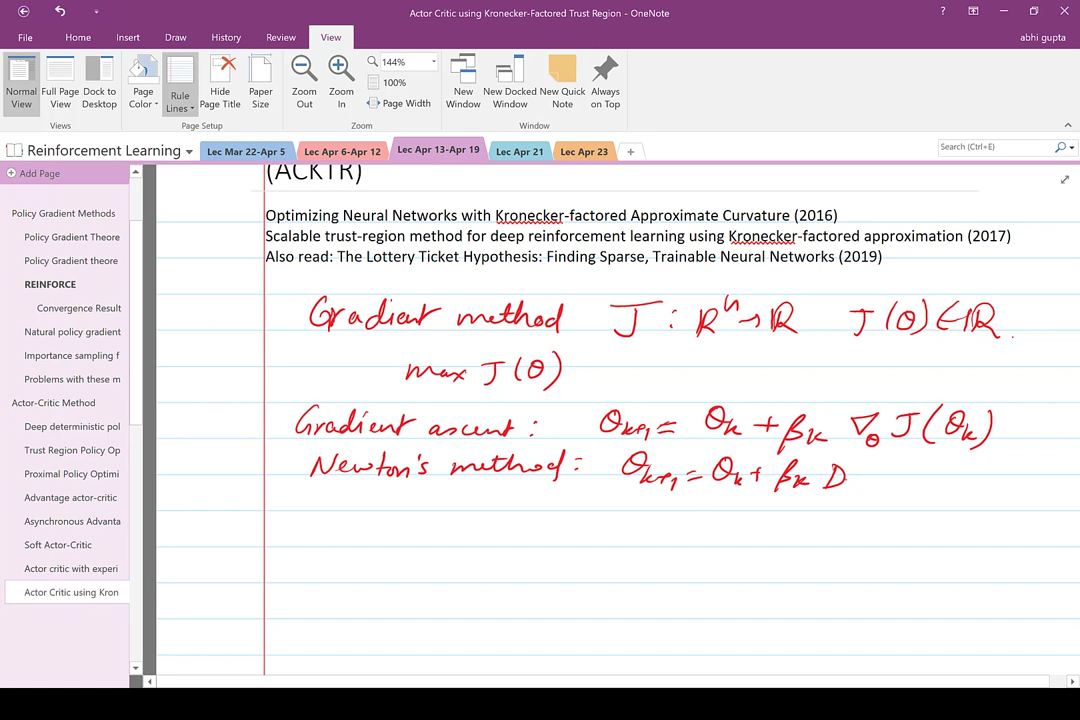 Actor Critic using Kronecker-Factored Trust Region - OneNote
File Home Insert Draw History Review View abhi gupta
Normal View Full Page View Dock to Desktop Page Color Rule Lines Hide Page Title Paper Size Zoom Out Zoom In 144% 100% Page Width New Window New Docked Window New Quick Note Always on Top
Views Page Setup Zoom Window
Reinforcement Learning Lec Mar 22-Apr 5 Lec Apr 6-Apr 12 Lec Apr 13-Apr 19 Lec Apr 21 Lec Apr 23 Search (Ctrl+E)
Add Page
Policy Gradient Methods
Policy Gradient Theore
Policy Gradient theore
REINFORCE
Convergence Result
Natural policy gradient
Importance sampling f
Problems with these m
Actor-Critic Method
Deep deterministic pol
Trust Region Policy Op
Proximal Policy Optimi
Advantage actor-critic
Asynchronous Advanta
Soft Actor-Critic
Actor critic with experi
Actor Critic using Kron
(ACKTR)
Optimizing Neural Networks with Kronecker-factored Approximate Curvature (2016)
Scalable trust-region method for deep reinforcement learning using Kronecker-factored approximation (2017)
Also read: The Lottery Ticket Hypothesis: Finding Sparse, Trainable Neural Networks (2019)
Gradient method J : ℝⁿ → ℝ J(θ) ∈ ℝ.
max J(θ)
Gradient ascent : θₖ₊₁ = θₖ + βₖ ∇_θ J(θₖ)
Newton's method : θₖ₊₁ = θₖ + βₖ D